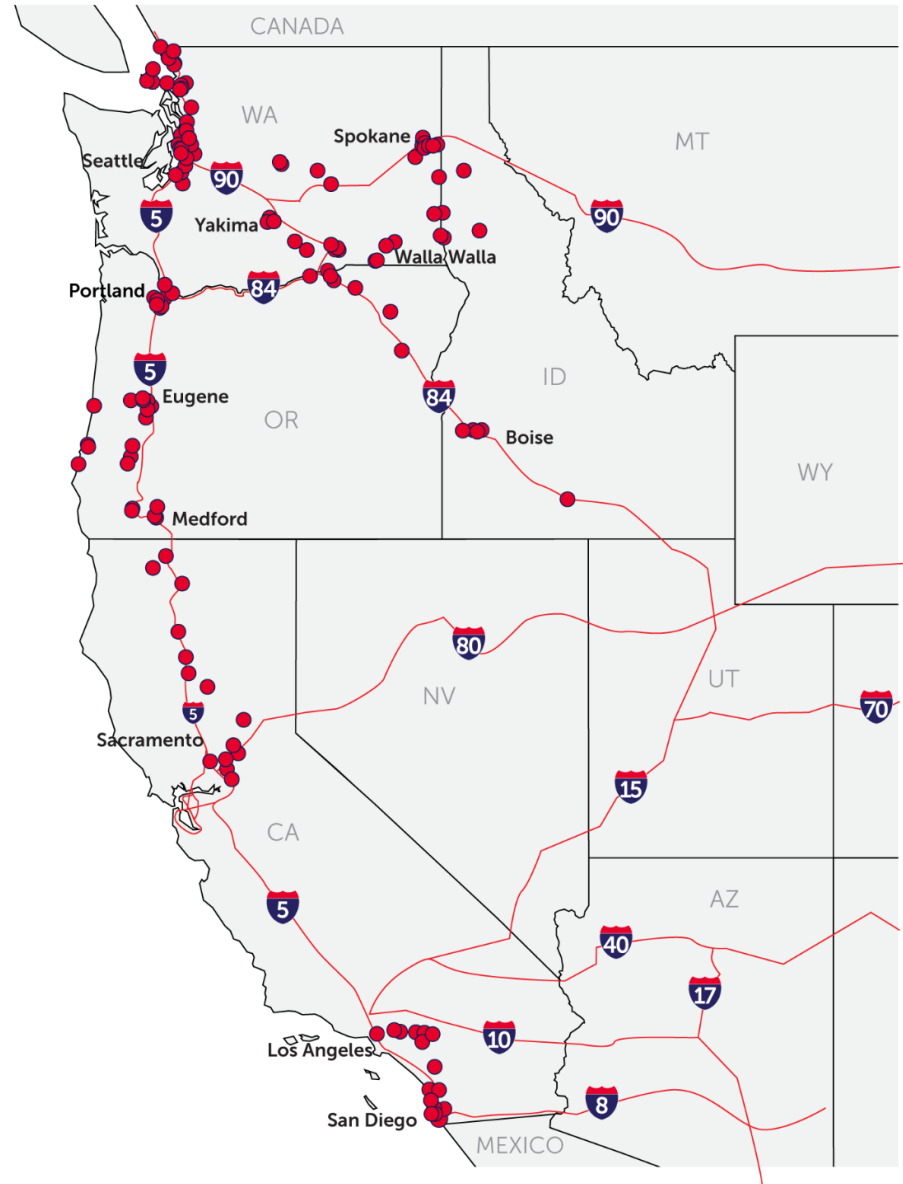 CANADA
WA
Spokane
MT
Seattle
90
5
90
Yakima
Walla Walla
Portland
84
5
84
ID
Eugene
OR
Boise
WY
Medford
80
5
NV
UT
70
Sacramento
15
CA
5
AZ
40
17
10
Los Angeles
8
San Diego
MEXICO